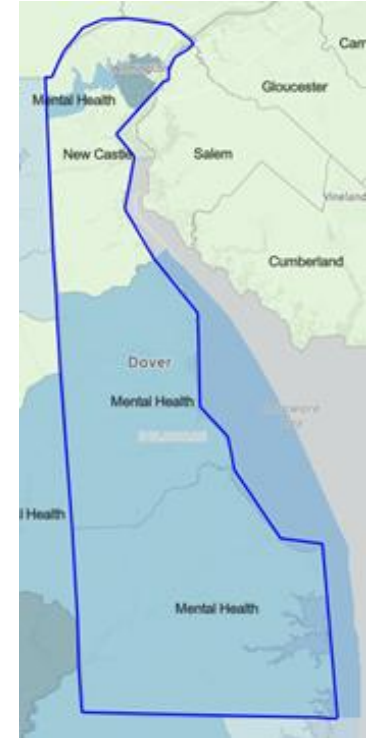 Cam
Gloucester
Mental Health
New Castle
Salem
Vineland
Cumberland
Dover
Mental Health
l Health
Mental Health